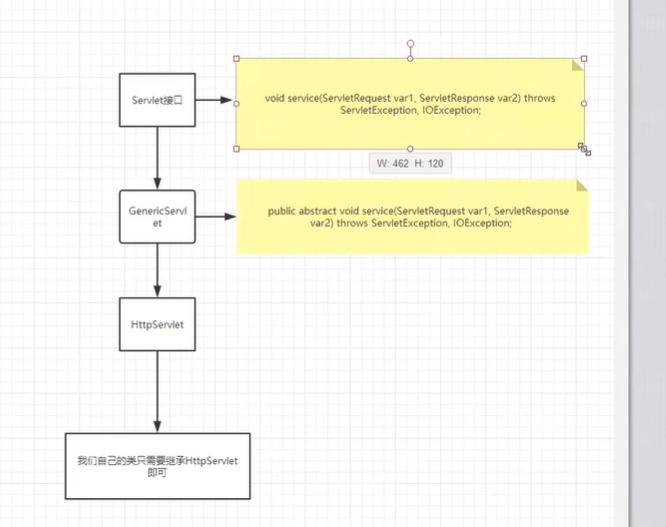 Servlet接口
void service(ServletRequest var1, ServletResponse var2) throws
ServletException, IOException;
W: 462 H: 120
GenericServl
et
public abstract void service(ServletRequest var1, ServletResponse
var2) throws ServletException, IOException;
HttpServlet
我们自己的类只需要继承HttpServlet
即可